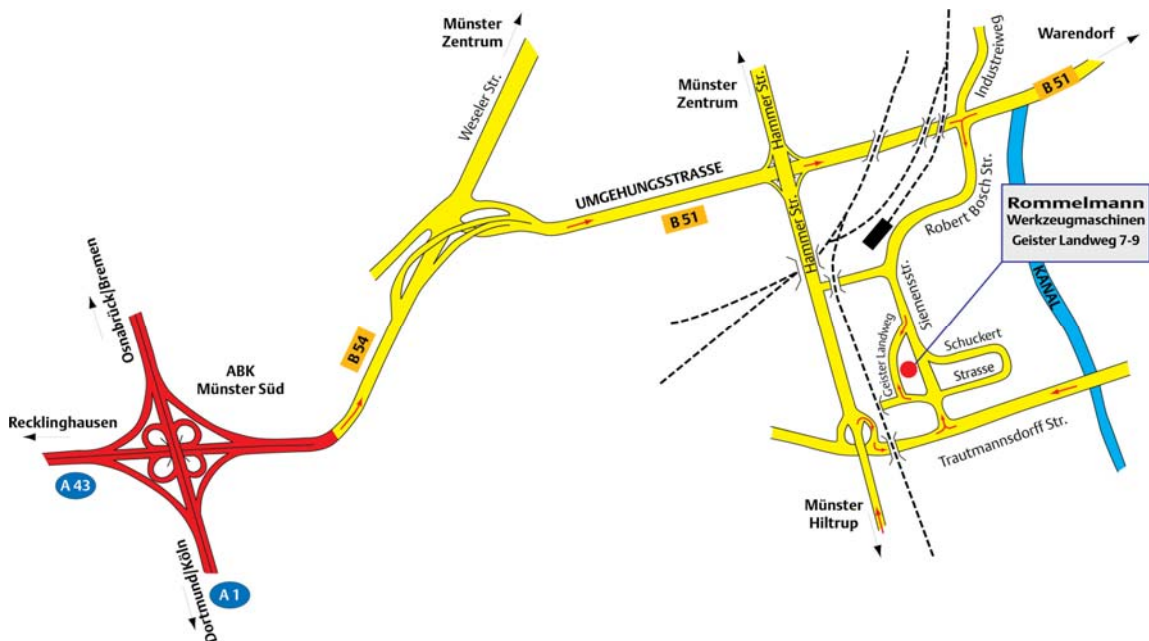 Münster
Zentrum
Weseler Str.
Münster
Zentrum
Hammer Str.
Industreiweg
Warendorf
B 51
UMGEHUNGSSTRASSE
B 51
Hammer Str.
Robert Bosch Str.
Rommelmann
Werkzeugmaschinen
Geister Landweg 7-9
KANAL
Siemensstr.
Geister Landweg
Schuckert
Strasse
Trautmannsdorff Str.
Münster
Hiltrup
Osnabrück/Bremen
B 54
ABK
Münster Süd
Recklinghausen
A 43
Dortmund/Köln
A 1